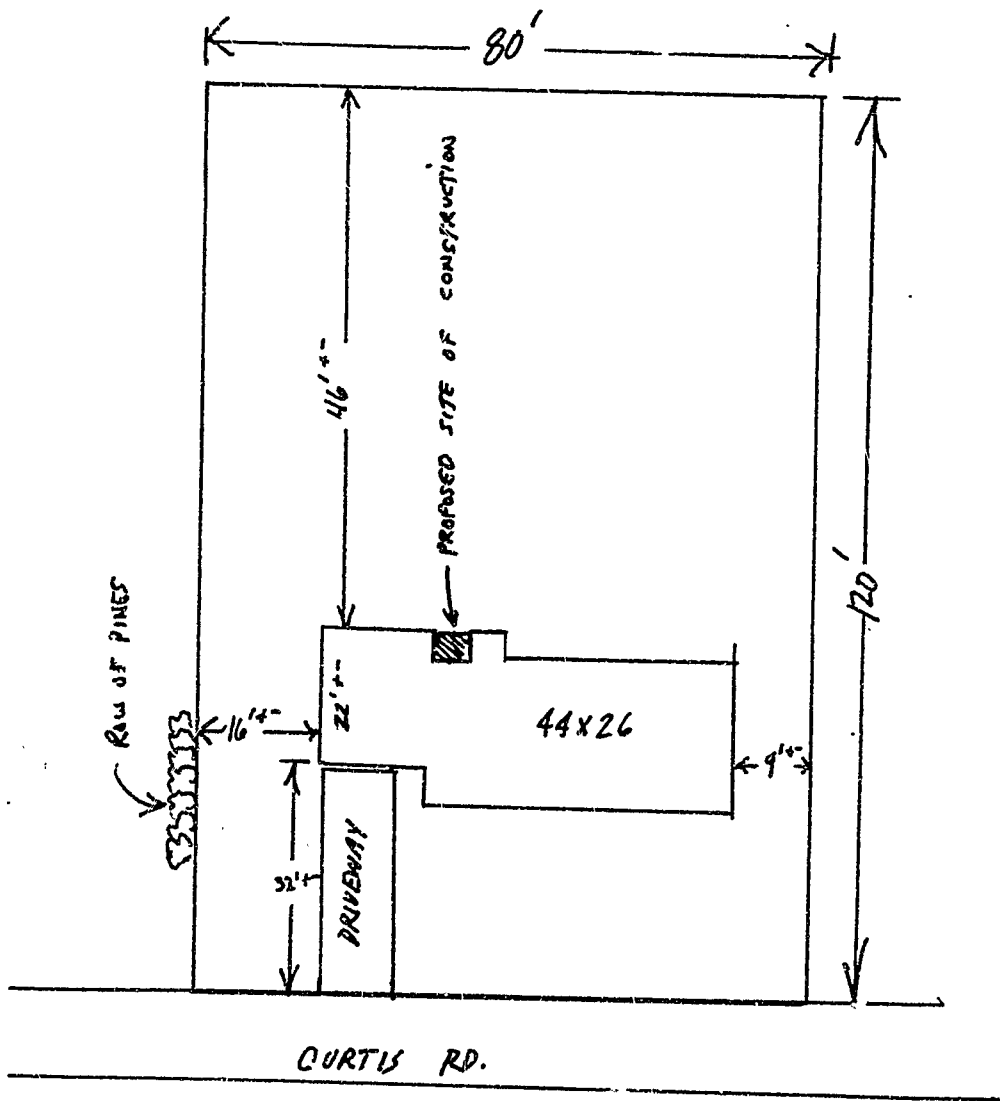 80'
PROPOSED SITE OF CONSTRUCTION
46'+-
120'
ROW OF PINES
22'+-
16'+-
44X26
9'+-
32'+-
DRIVEWAY
CURTIS RD.